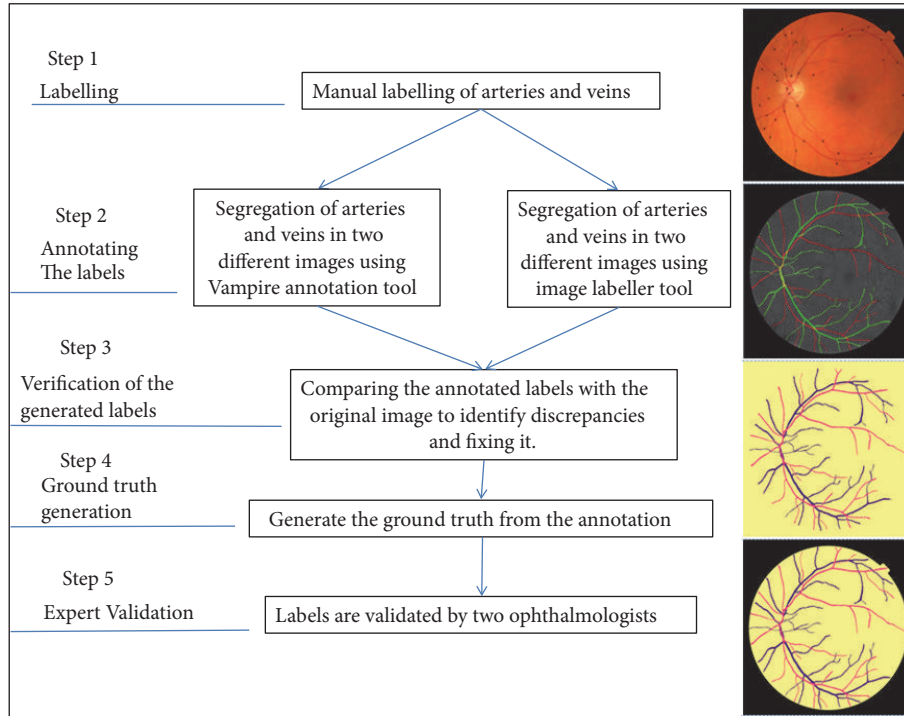 Step 1
Labelling
Manual labelling of arteries and veins
Step 2
Annotating
The labels
Segregation of arteries
and veins in two
different images using
Vampire annotation tool
Segregation of arteries
and veins in two
different images using
image labeller tool
Step 3
Verification of the
generated labels
Comparing the annotated labels with the
original image to identify discrepancies
and fixing it.
Step 4
Ground truth
generation
Generate the ground truth from the annotation
Step 5
Expert Validation
Labels are validated by two ophthalmologists